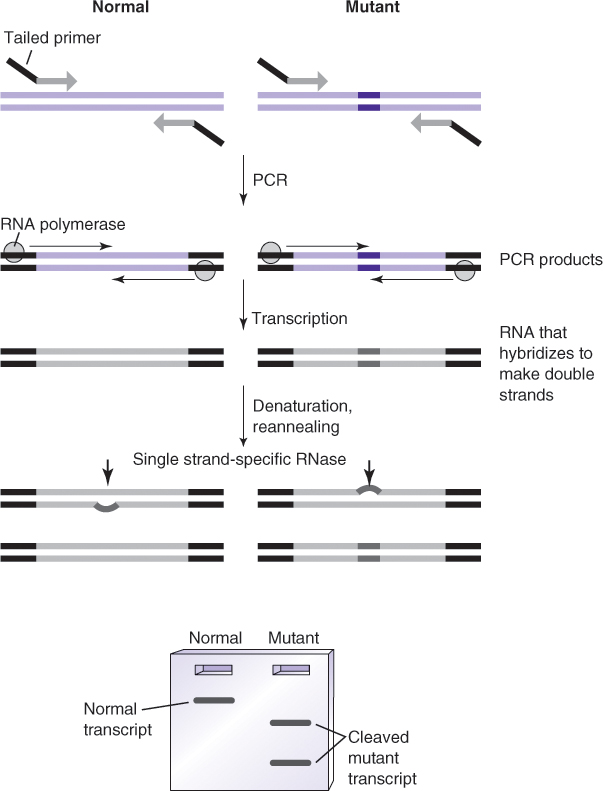 Normal
Mutant
Tailed primer
PCR
RNA polymerase
PCR products
Transcription
RNA that
hybridizes to
make double
strands
Denaturation,
reannealing
Single strand-specific RNase
Normal
Mutant
Normal
transcript
Cleaved
mutant
transcript